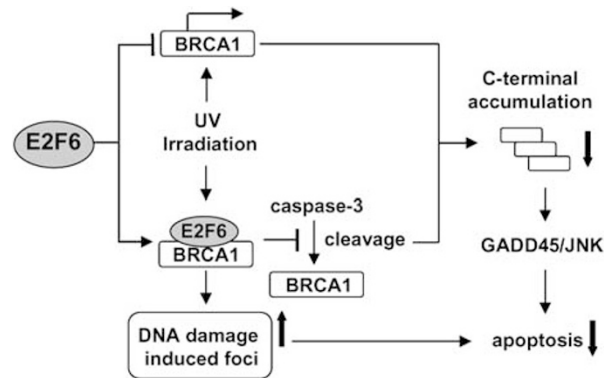 BRCA1
C-terminal
accumulation
E2F6
UV
Irradiation
caspase-3
E2F6
cleavage
BRCA1
GADD45/JNK
BRCA1
DNA damage
induced foci
apoptosis